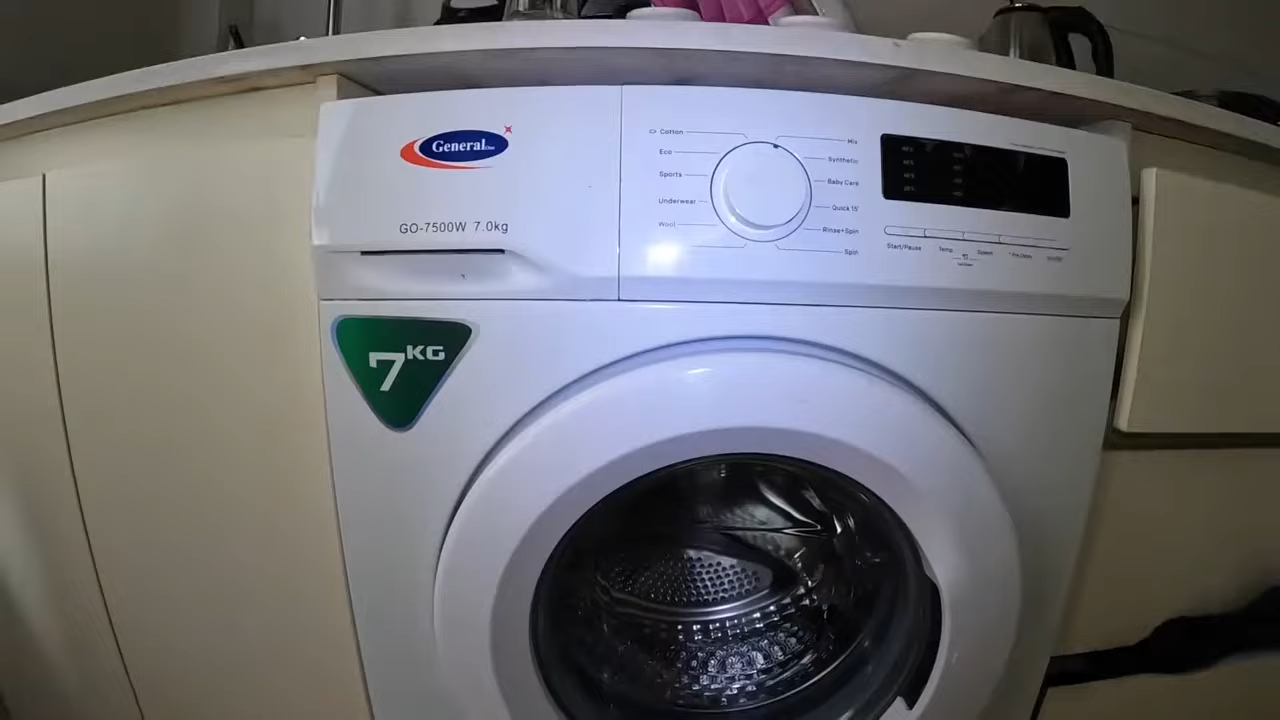 General
GO-7500W 7.0kg
7KG
Cotton
Eco
Sports
Underwear
Wool
Mix
Synthetic
Baby Care
Quick 15'
Rinse+Spin
Spin
Start/Pause
Temp.
Speed